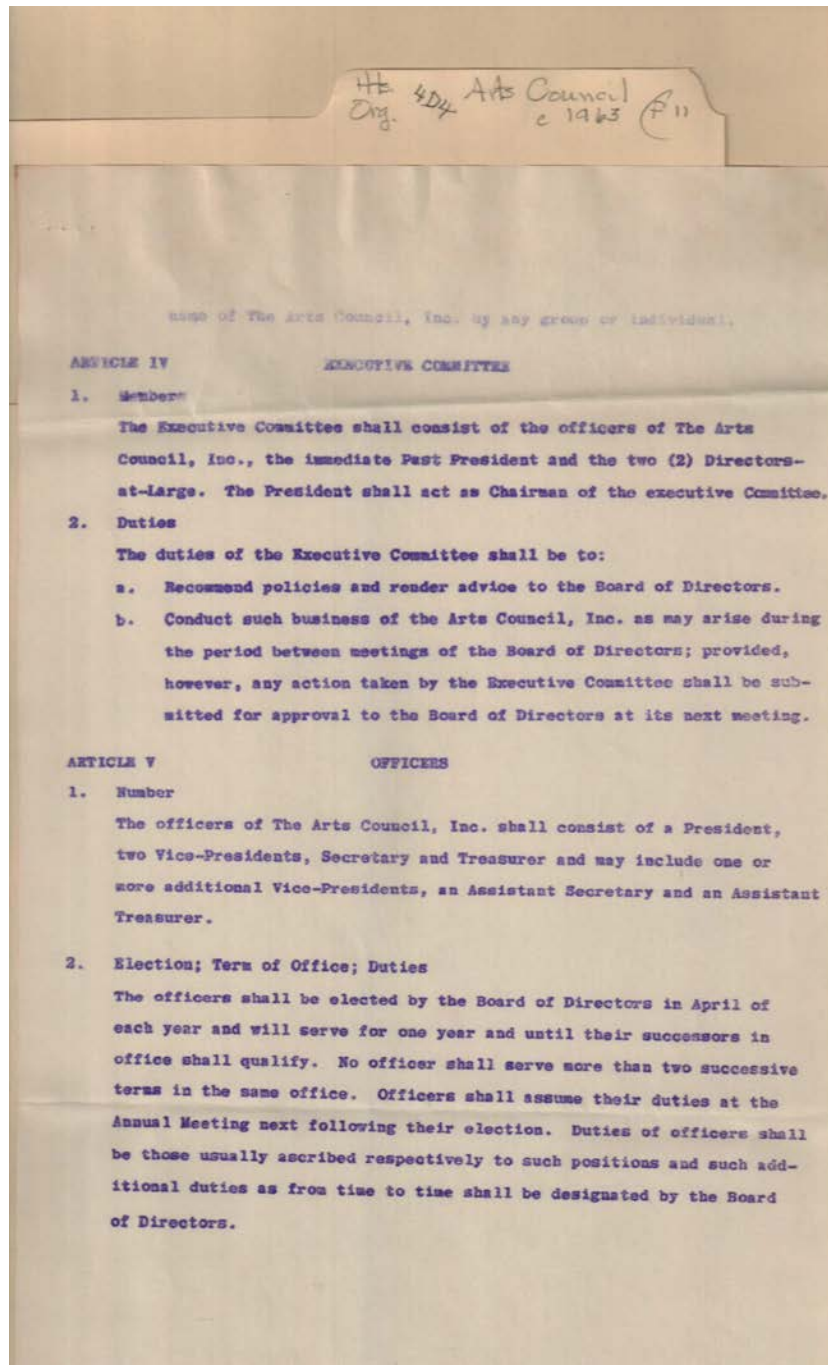 Org. 4D4 Arts Council
c 1963
name of The Arts Council, Inc. by any group or individual.
ARTICLE IV EXECUTIVE COMMITTEE
1. Members
The Executive Committee shall consist of the officers of The Arts
Council, Inc., the immediate Past President and the two (2) Directors-
at-Large. The President shall act as Chairman of the executive Committee.
2. Duties
The duties of the Executive Committee shall be to:
a. Recommend policies and render advice to the Board of Directors.
b. Conduct such business of the Arts Council, Inc. as may arise during
the period between meetings of the Board of Directors; provided,
however, any action taken by the Executive Committee shall be sub-
mitted for approval to the Board of Directors at its next meeting.
ARTICLE V OFFICERS
1. Number
The officers of The Arts Council, Inc. shall consist of a President,
two Vice-Presidents, Secretary and Treasurer and may include one or
more additional Vice-Presidents, an Assistant Secretary and an Assistant
Treasurer.
2. Election; Term of Office; Duties
The officers shall be elected by the Board of Directors in April of
each year and will serve for one year and until their successors in
office shall qualify. No officer shall serve more than two successive
terms in the same office. Officers shall assume their duties at the
Annual Meeting next following their election. Duties of officers shall
be those usually ascribed respectively to such positions and such add-
itional duties as from time to time shall be designated by the Board
of Directors.